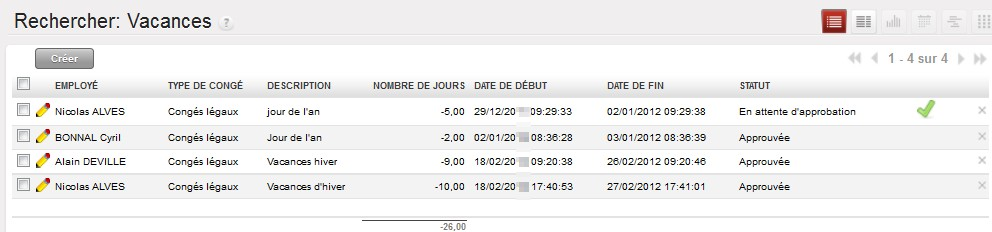 Rechercher: Vacances ?
Créer
1 - 4 sur 4
EMPLOYÉ TYPE DE CONGÉ DESCRIPTION NOMBRE DE JOURS DATE DE DÉBUT DATE DE FIN STATUT
Nicolas ALVES Congés légaux jour de l'an -5,00 29/12/20 09:29:33 02/01/2012 09:29:38 En attente d'approbation
BONNAL Cyril Congés légaux Jour de l'an -2,00 02/01/20 08:36:28 03/01/2012 08:36:39 Approuvée
Alain DEVILLE Congés légaux Vacances hiver -9,00 18/02/20 09:20:38 26/02/2012 09:20:46 Approuvée
Nicolas ALVES Congés légaux Vacances d'hiver -10,00 18/02/20 17:40:53 27/02/2012 17:41:01 Approuvée
-26,00